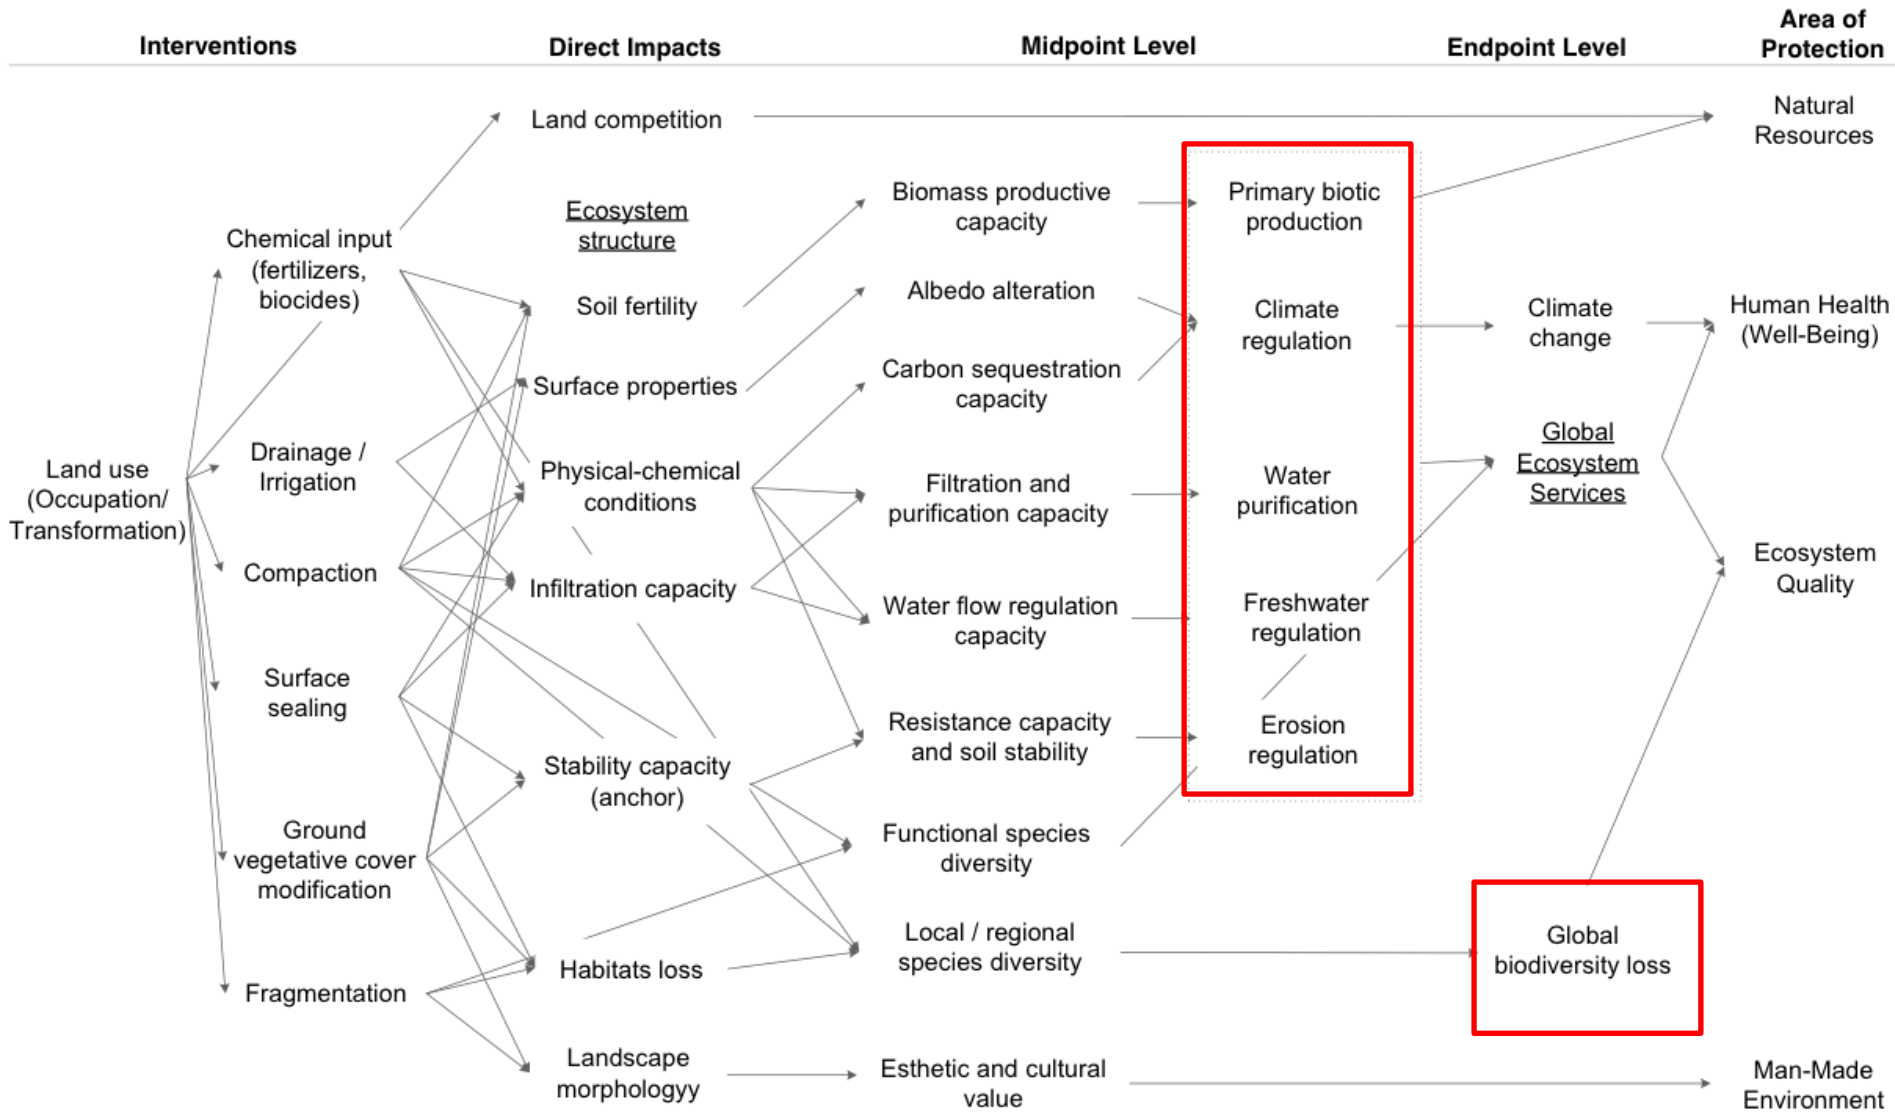 Interventions
Direct Impacts
Midpoint Level
Endpoint Level
Area of
Protection
Land use
(Occupation/
Transformation)
Chemical input
(fertilizers,
biocides)
Drainage /
Irrigation
Compaction
Surface
sealing
Ground
vegetative cover
modification
Fragmentation
Land competition
Ecosystem
structure
Soil fertility
Surface properties
Physical-chemical
conditions
Infiltration capacity
Stability capacity
(anchor)
Habitats loss
Landscape
morphologyy
Biomass productive
capacity
Albedo alteration
Carbon sequestration
capacity
Filtration and
purification capacity
Water flow regulation
capacity
Resistance capacity
and soil stability
Functional species
diversity
Local / regional
species diversity
Esthetic and cultural
value
Primary biotic
production
Climate
regulation
Water
purification
Freshwater
regulation
Erosion
regulation
Climate
change
Global
Ecosystem
Services
Global
biodiversity loss
Natural
Resources
Human Health
(Well-Being)
Ecosystem
Quality
Man-Made
Environment